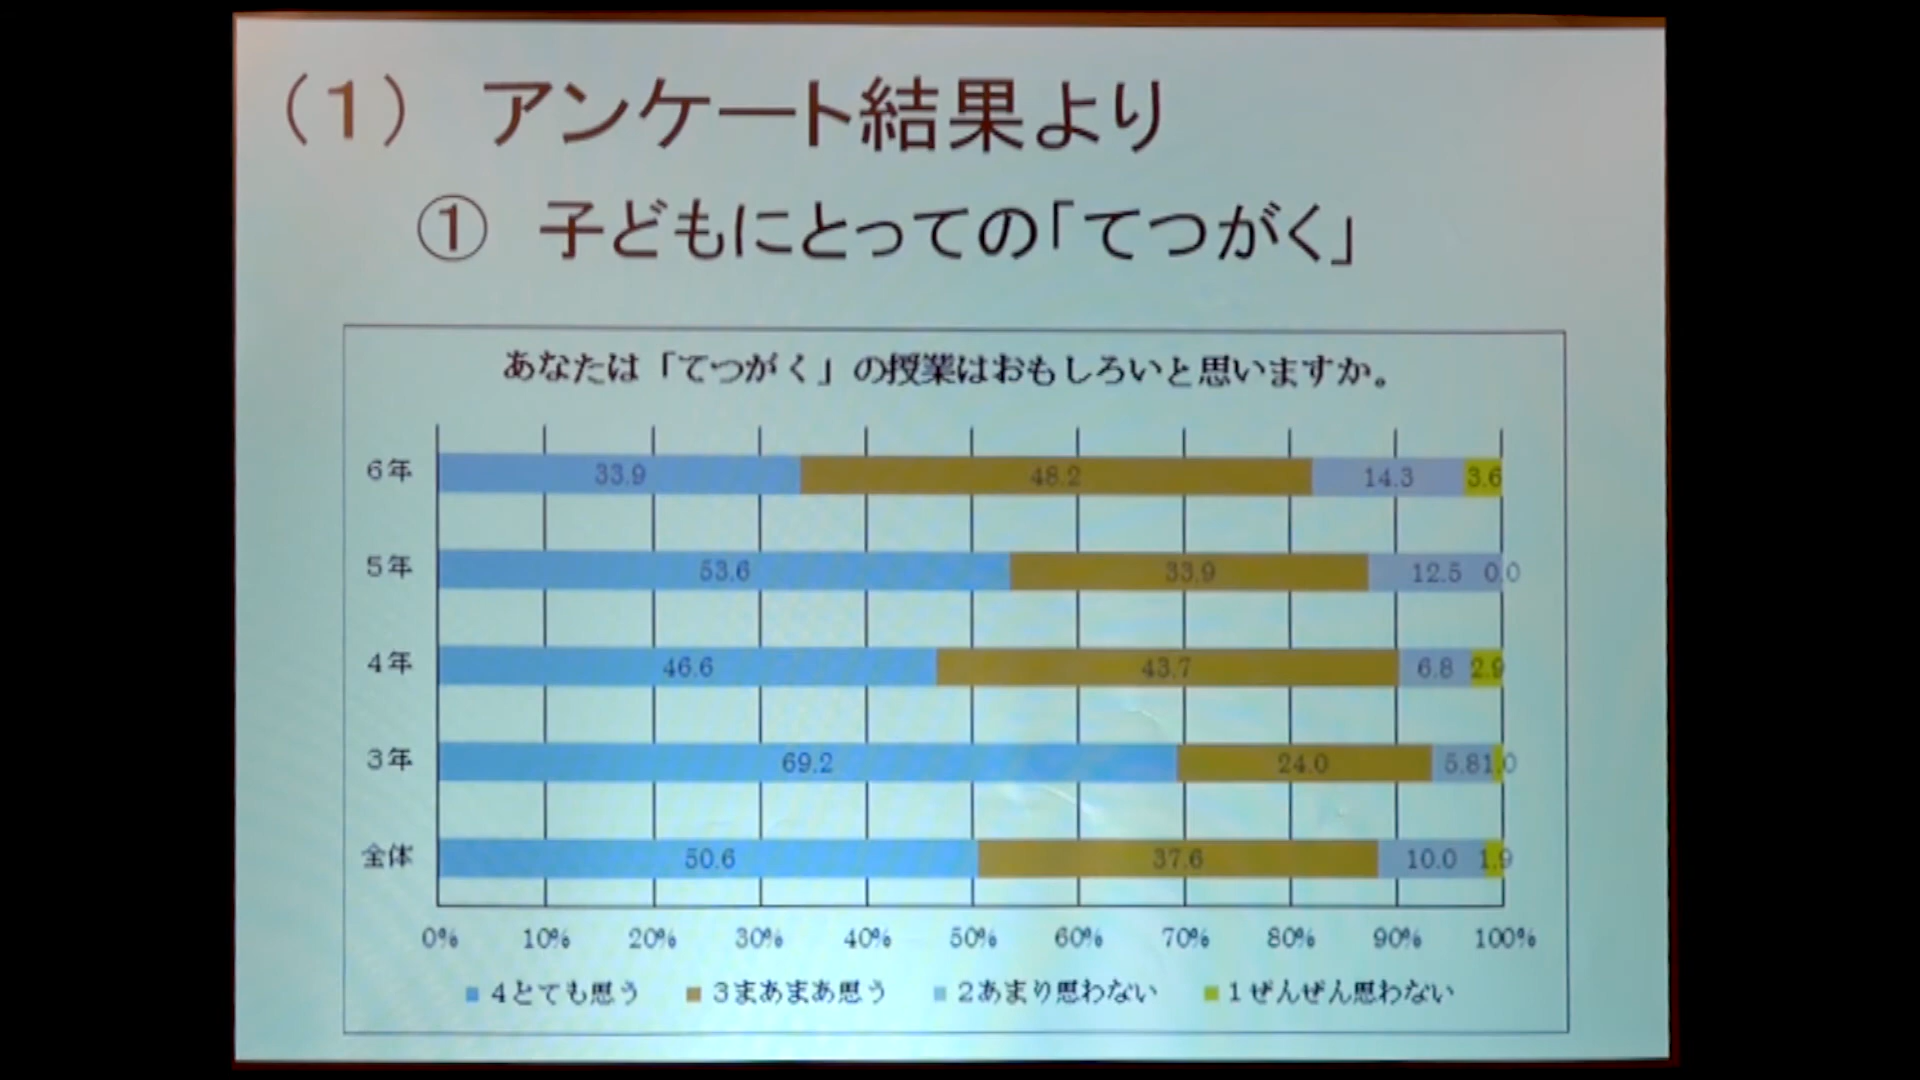 （1）　アンケート結果より
①　子どもにとっての「てつがく」
あなたは「てつがく」の授業はおもしろいと思いますか。
6年 33.9 48.2 14.3 3.6
5年 53.6 33.9 12.5 0.0
4年 46.6 43.7 6.8 2.9
3年 69.2 24.0 5.8 1.0
全体 50.6 37.6 10.0 1.9
0% 10% 20% 30% 40% 50% 60% 70% 80% 90% 100%
4とても思う 3まあまあ思う 2あまり思わない 1ぜんぜん思わない